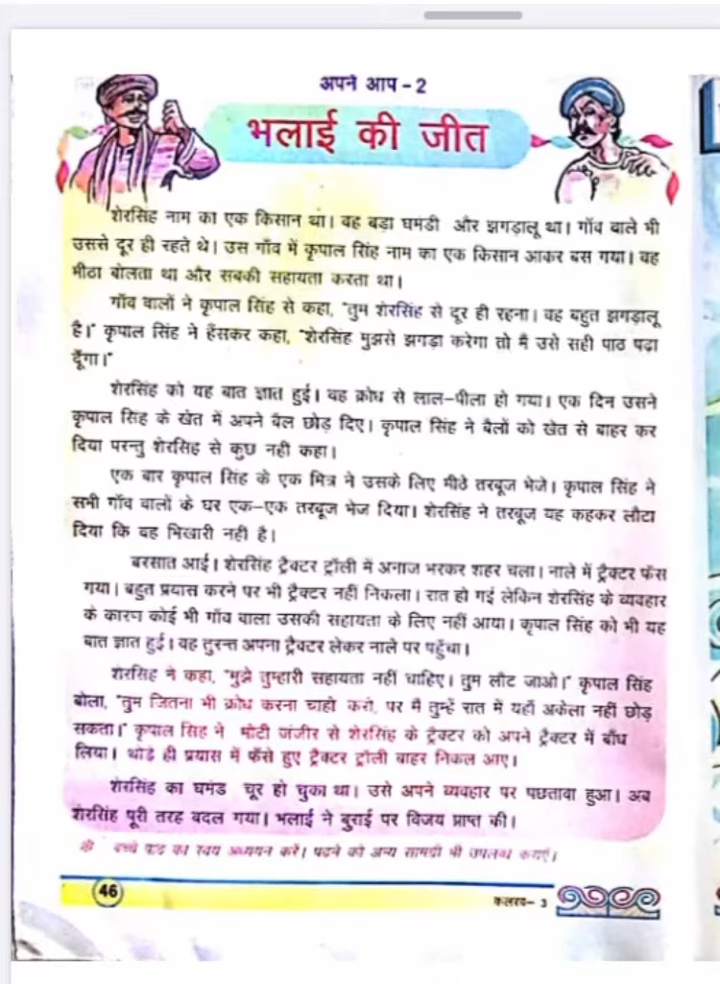 अपने आप - 2
भलाई की जीत
शेरसिंह नाम का एक किसान था। वह बड़ा घमंडी और झगड़ालू था। गाँव वाले भी
उससे दूर ही रहते थे। उस गाँव में कृपाल सिंह नाम का एक किसान आकर बस गया। वह
मीठा बोलता था और सबकी सहायता करता था।
गाँव वालों ने कृपाल सिंह से कहा, "तुम शेरसिंह से दूर ही रहना। वह बहुत झगड़ालू
है।" कृपाल सिंह ने हँसकर कहा, "शेरसिंह मुझसे झगड़ा करेगा तो मैं उसे सही पाठ पढ़ा
दूँगा।"
शेरसिंह को यह बात ज्ञात हुई। वह क्रोध से लाल-पीला हो गया। एक दिन उसने
कृपाल सिंह के खेत में अपने बैल छोड़ दिए। कृपाल सिंह ने बैलों को खेत से बाहर कर
दिया परन्तु शेरसिंह से कुछ नहीं कहा।
एक बार कृपाल सिंह के एक मित्र ने उसके लिए मीठे तरबूज भेजे। कृपाल सिंह ने
सभी गाँव वालों के घर एक-एक तरबूज भेज दिया। शेरसिंह ने तरबूज यह कहकर लौटा
दिया कि वह भिखारी नहीं है।
बरसात आई। शेरसिंह ट्रैक्टर ट्रॉली में अनाज भरकर शहर चला। नाले में ट्रैक्टर फँस
गया। बहुत प्रयास करने पर भी ट्रैक्टर नहीं निकला। रात हो गई लेकिन शेरसिंह के व्यवहार
के कारण कोई भी गाँव वाला उसकी सहायता के लिए नहीं आया। कृपाल सिंह को भी यह
बात ज्ञात हुई। वह तुरन्त अपना ट्रैक्टर लेकर नाले पर पहुँचा।
शेरसिंह ने कहा, "मुझे तुम्हारी सहायता नहीं चाहिए। तुम लौट जाओ।" कृपाल सिंह
बोला, "तुम जितना भी क्रोध करना चाहो करो, पर मैं तुम्हें रात में यहाँ अकेला नहीं छोड़
सकता।" कृपाल सिंह ने मोटी जंजीर से शेरसिंह के ट्रैक्टर को अपने ट्रैक्टर में बाँध
लिया। थोड़े ही प्रयास में फँसे हुए ट्रैक्टर ट्रॉली बाहर निकल आए।
शेरसिंह का घमंड चूर हो चुका था। उसे अपने व्यवहार पर पछतावा हुआ। अब
शेरसिंह पूरी तरह बदल गया। भलाई ने बुराई पर विजय प्राप्त की।
बच्चे पाठ का स्वयं अध्ययन करें। पढ़ने को अन्य सामग्री भी उपलब्ध कराएँ।
46
कलरव- 3